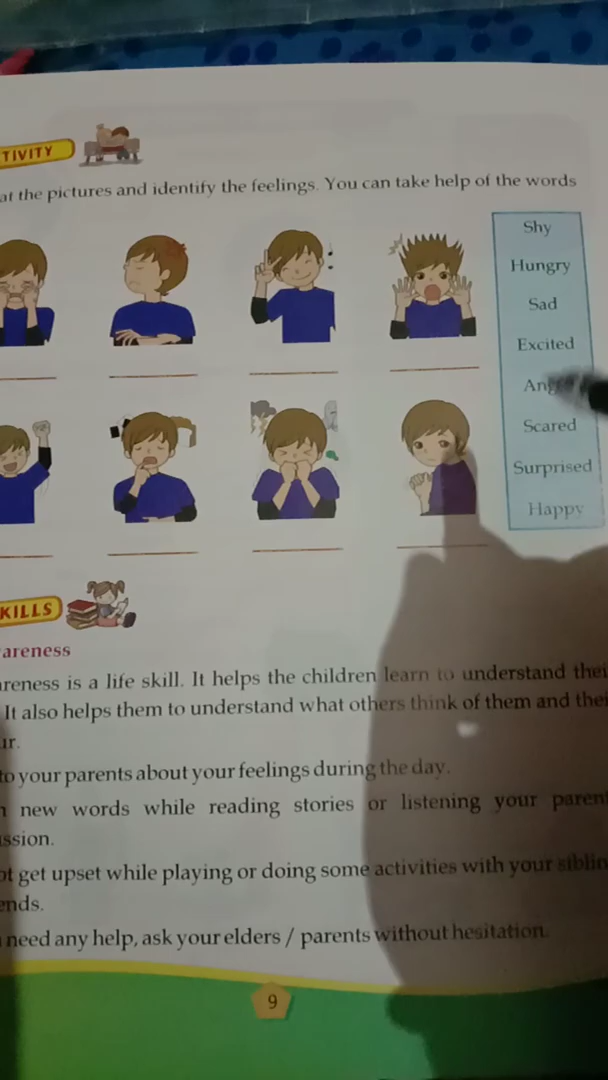 TIVITY
at the pictures and identify the feelings. You can take help of the words
Shy
Hungry
Sad
Excited
Scared
Surprised
Happy
KILLS
areness
areness is a life skill. It helps the children learn to understand thei
It also helps them to understand what others think of them and thei
ur.
to your parents about your feelings during the day.
n new words while reading stories or listening your paren
ssion.
ot get upset while playing or doing some activities with your siblin
ends.
need any help, ask your elders / parents without hesitation.
9